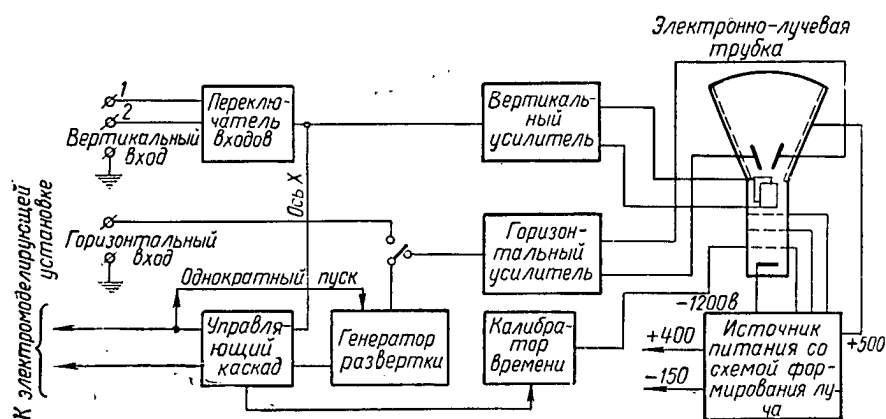 Электронно-лучевая
трубка
1
2
Вертикальный
вход
Переклю-
чатель
входов
Вертикаль-
ный
усилитель
Ось X
Горизонтальный
вход
Горизон-
тальный
усилитель
Однократный пуск
К электромоделирующей
установке
Управля-
ющий
каскад
Генератор
развертки
Калибра-
тор
времени
-1200в
+400
-150
Источник
питания со
схемой фор-
мирования лу-
ча
+500